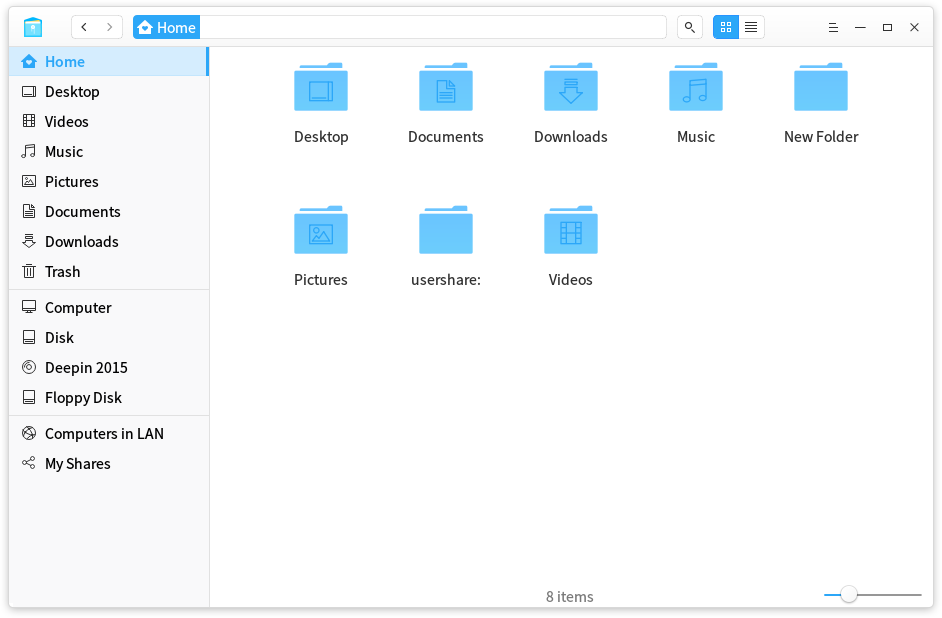 Home
Home
Desktop
Videos
Music
Pictures
Documents
Downloads
Trash
Computer
Disk
Deepin 2015
Floppy Disk
Computers in LAN
My Shares
Desktop
Documents
Downloads
Music
New Folder
Pictures
usershare:
Videos
8 items